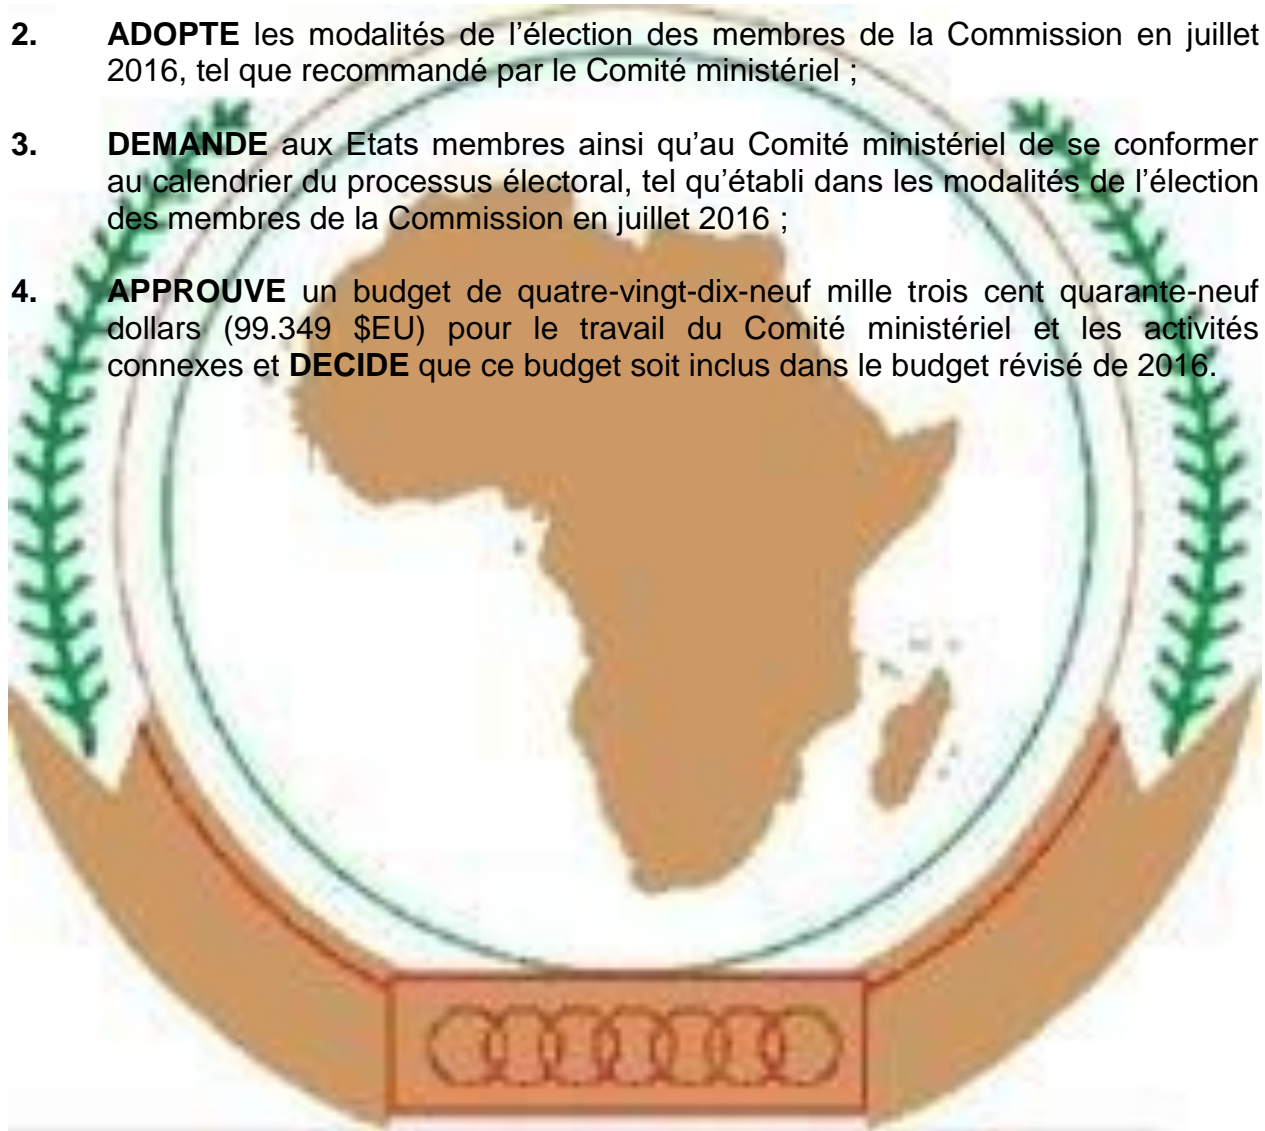 2. ADOPTE les modalités de l’élection des membres de la Commission en juillet
2016, tel que recommandé par le Comité ministériel ;
3. DEMANDE aux Etats membres ainsi qu’au Comité ministériel de se conformer
au calendrier du processus électoral, tel qu’établi dans les modalités de l’élection
des membres de la Commission en juillet 2016 ;
4. APPROUVE un budget de quatre-vingt-dix-neuf mille trois cent quarante-neuf
dollars (99.349 $EU) pour le travail du Comité ministériel et les activités
connexes et DECIDE que ce budget soit inclus dans le budget révisé de 2016.